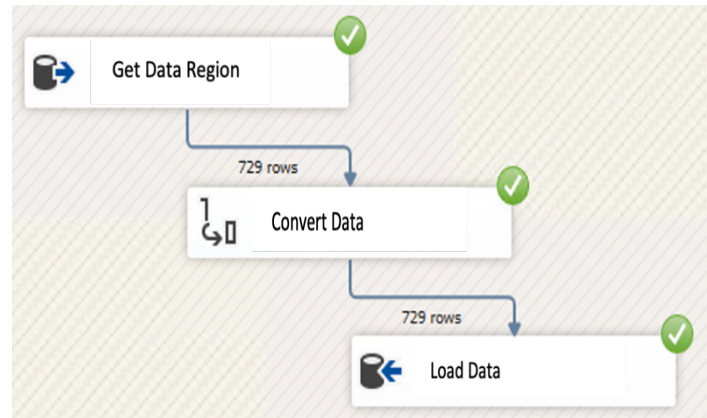 Get Data Region
729 rows
Convert Data
729 rows
Load Data